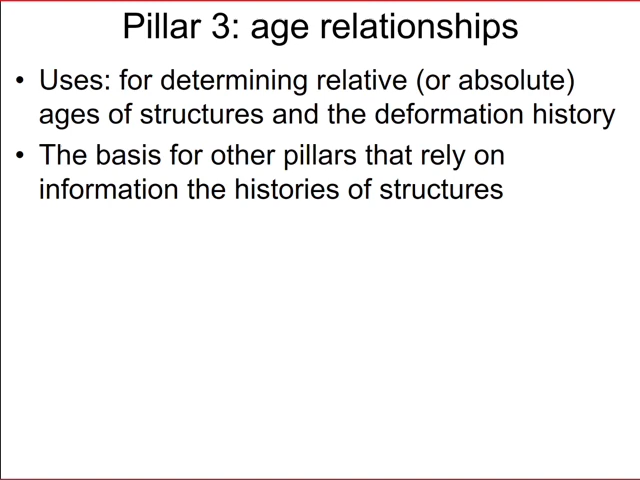 Pillar 3: age relationships
• Uses: for determining relative (or absolute)
ages of structures and the deformation history
• The basis for other pillars that rely on
information the histories of structures